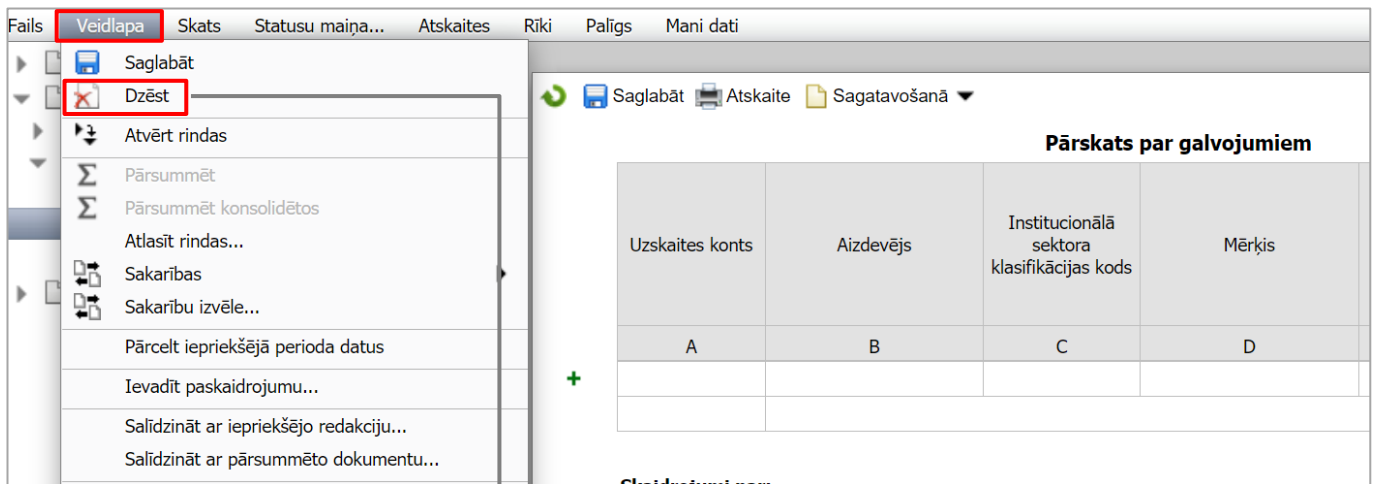 Fails Veidlapa Skats Statusu maiņa... Atskaites Rīki Palīgs Mani dati
Saglabāt
Dzēst
Atvērt rindas
Pārsummēt
Pārsummēt konsolidētos
Atlasīt rindas...
Sakarības
Sakarību izvēle...
Pārcelt iepriekšējā perioda datus
Ievadīt paskaidrojumu...
Salīdzināt ar iepriekšējo redakciju...
Salīdzināt ar pārsummēto dokumentu...
Saglabāt Atskaite Sagatavošanā
Pārskats par galvojumiem
Uzskaites konts
Aizdevējs
Institucionālā
sektora
klasifikācijas kods
Mērķis
A B C D